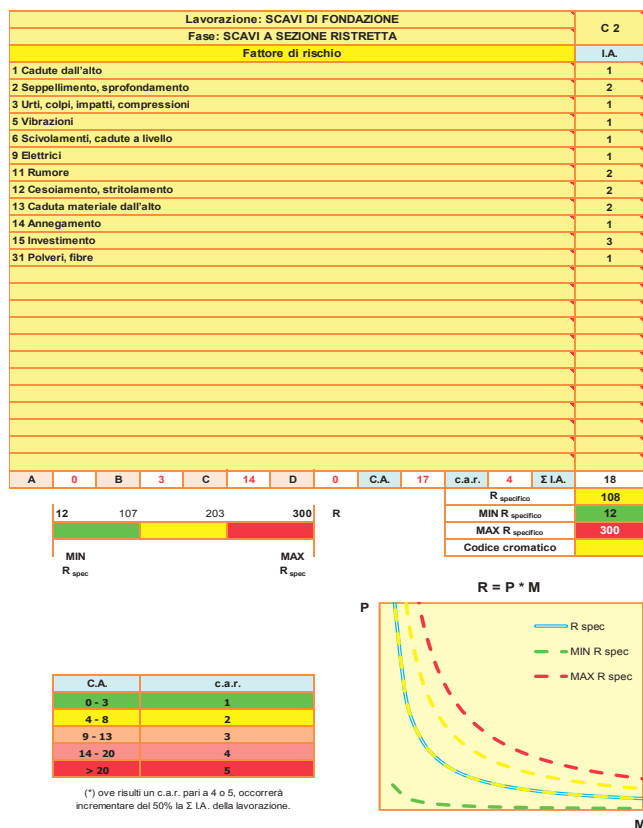 Lavorazione: SCAVI DI FONDAZIONE
C 2
Fase: SCAVI A SEZIONE RISTRETTA
Fattore di rischio I.A.
1 Cadute dall'alto 1
2 Seppellimento, sprofondamento 2
3 Urti, colpi, impatti, compressioni 1
5 Vibrazioni 1
6 Scivolamenti, cadute a livello 1
9 Elettrici 1
11 Rumore 2
12 Cesoiamento, stritolamento 2
13 Caduta materiale dall'alto 2
14 Annegamento 1
15 Investimento 3
31 Polveri, fibre 1
A 0 B 3 C 14 D 0 C.A. 17 c.a.r. 4 Σ I.A. 18
R specifico 108
MIN R specifico 12
MAX R specifico 300
Codice cromatico
12 107 203 300 R
MIN MAX
R spec R spec
R = P * M
P
R spec
MIN R spec
MAX R spec
M
C.A. c.a.r.
0 - 3 1
4 - 8 2
9 - 13 3
14 - 20 4
> 20 5
(*) ove risulti un c.a.r. pari a 4 o 5, occorrerà
incrementare del 50% la Σ I.A. della lavorazione.